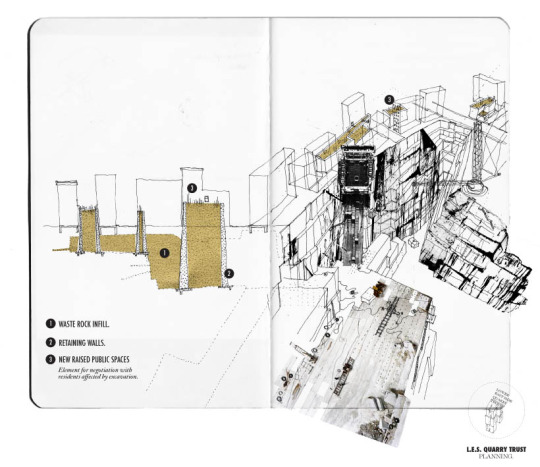 3
3
1
2
1 WASTE ROCK INFILL.
2 RETAINING WALLS.
3 NEW RAISED PUBLIC SPACES
Element for negotiation with
residents affected by excavation.
L.E.S. QUARRY TRUST
PLANNING.